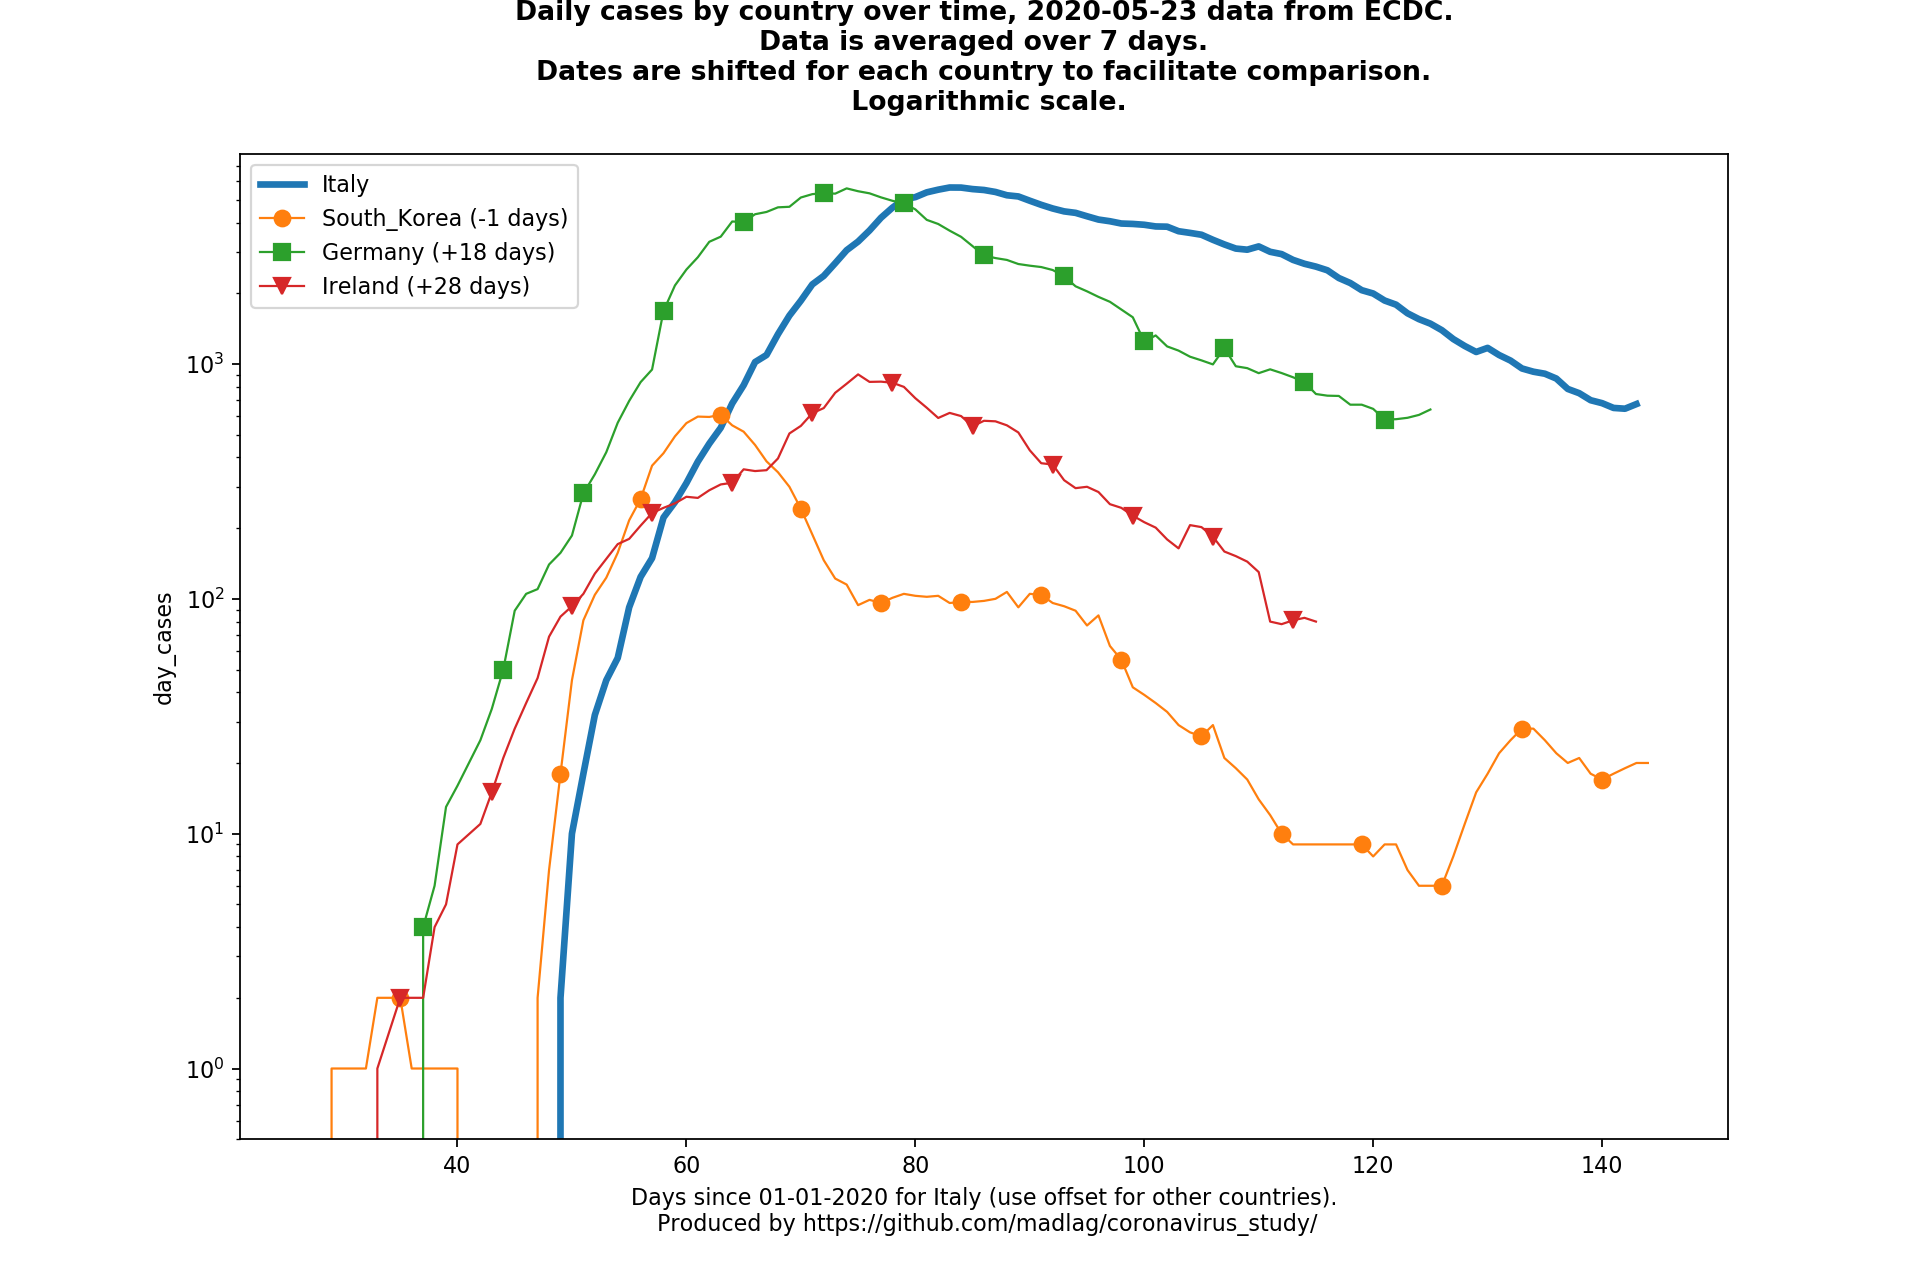 Daily cases by country over time, 2020-05-23 data from ECDC.
Data is averaged over 7 days.
Dates are shifted for each country to facilitate comparison.
Logarithmic scale.
Italy
South_Korea (-1 days)
Germany (+18 days)
Ireland (+28 days)
10³
10²
10¹
10⁰
day_cases
40 60 80 100 120 140
Days since 01-01-2020 for Italy (use offset for other countries).
Produced by https://github.com/madlag/coronavirus_study/